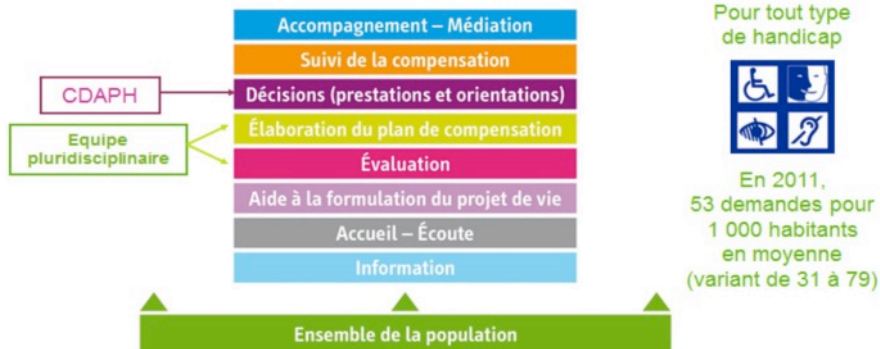 Accompagnement – Médiation
Suivi de la compensation
Décisions (prestations et orientations)
Élaboration du plan de compensation
Évaluation
Aide à la formulation du projet de vie
Accueil – Écoute
Information
Ensemble de la population
CDAPH
Equipe
pluridisciplinaire
Pour tout type
de handicap
En 2011,
53 demandes pour
1 000 habitants
en moyenne
(variant de 31 à 79)